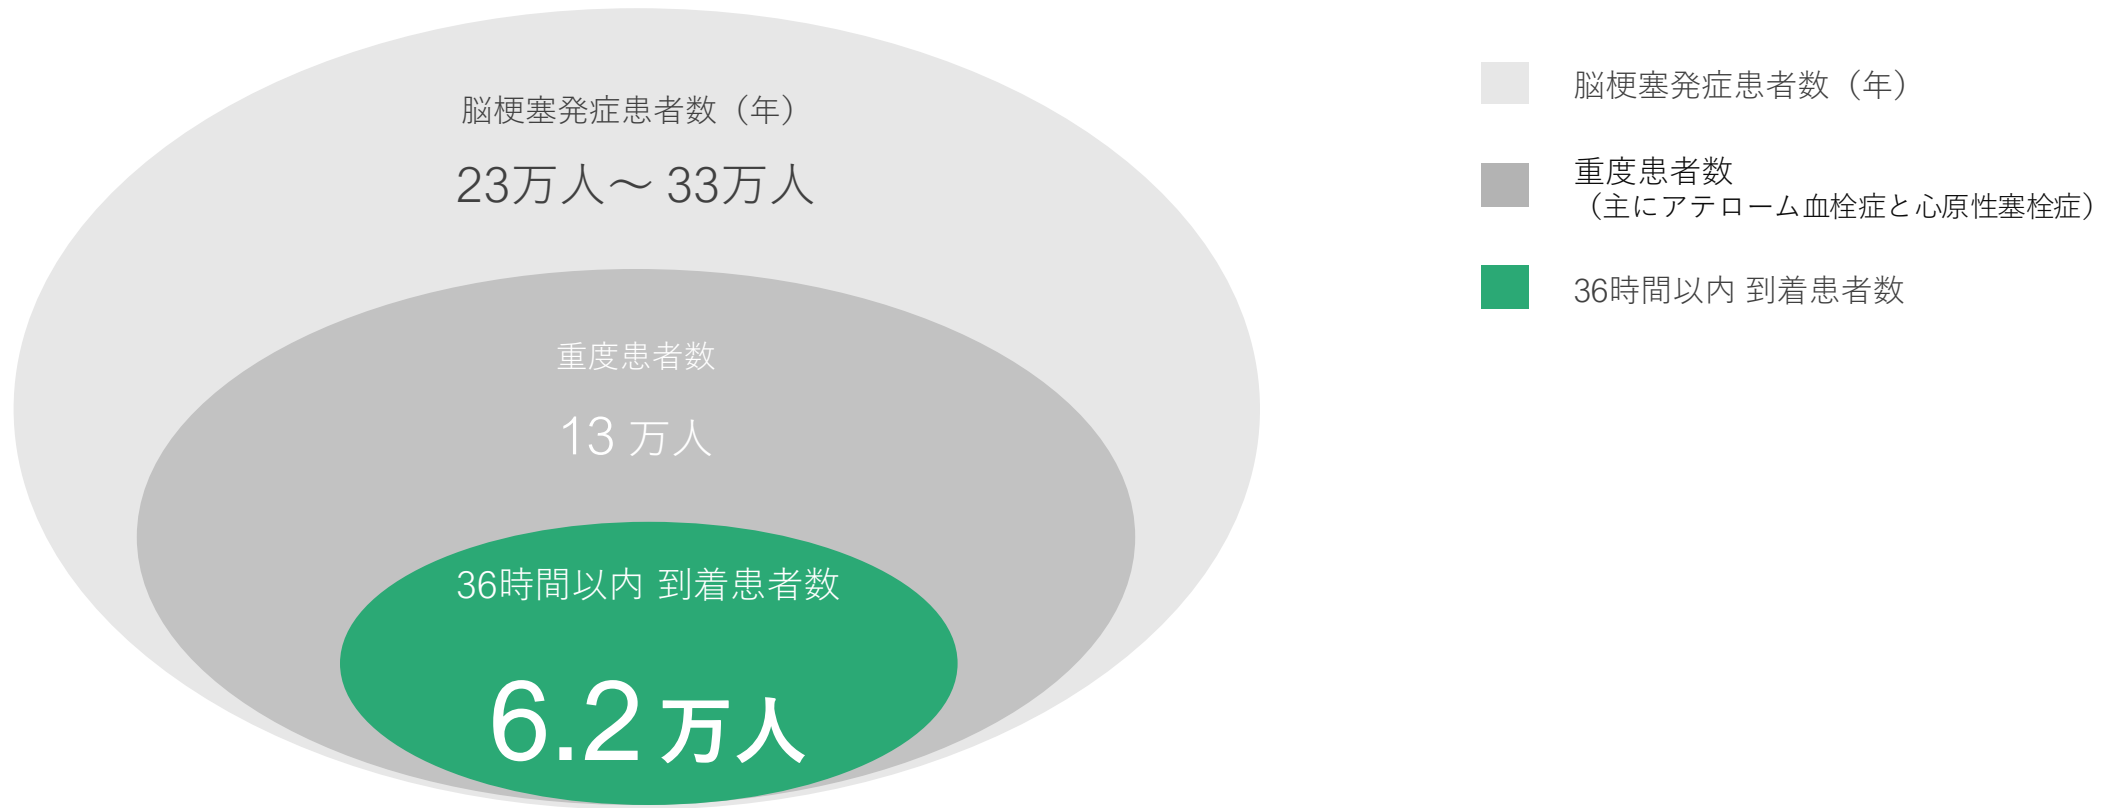 脳梗塞発症患者数（年）
23万人～ 33万人
重度患者数
13 万人
36時間以内 到着患者数
6.2 万人
脳梗塞発症患者数（年）
重度患者数
（主にアテローム血栓症と心原性塞栓症）
36時間以内 到着患者数